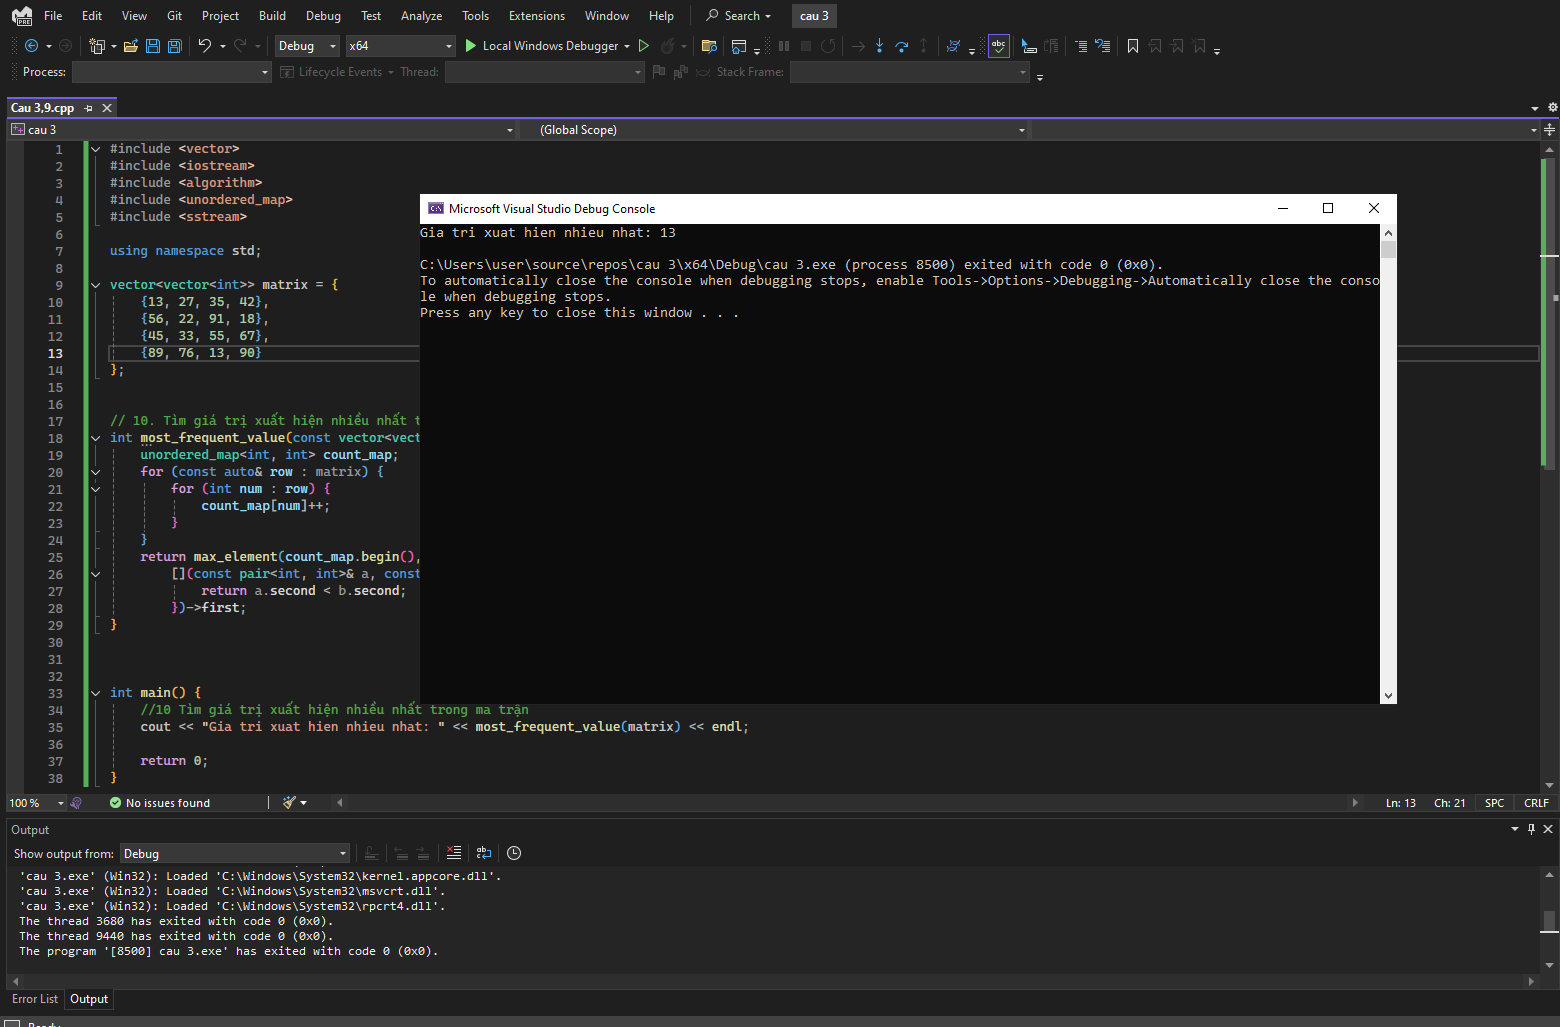 File Edit View Git Project Build Debug Test Analyze Tools Extensions Window Help Search cau 3
Debug x64 Local Windows Debugger
Process: Lifecycle Events Thread: Stack Frame:
Cau 3,9.cpp
cau 3 (Global Scope)
1 #include <vector>
2 #include <iostream>
3 #include <algorithm>
4 #include <unordered_map>
5 #include <sstream>
6
7 using namespace std;
8
9 vector<vector<int>> matrix = {
10 {13, 27, 35, 42},
11 {56, 22, 91, 18},
12 {45, 33, 55, 67},
13 {89, 76, 13, 90}
14 };
15
16
17 // 10. Tìm giá trị xuất hiện nhiều nhất t
18 int most_frequent_value(const vector<vect
19 unordered_map<int, int> count_map;
20 for (const auto& row : matrix) {
21 for (int num : row) {
22 count_map[num]++;
23 }
24 }
25 return max_element(count_map.begin(),
26 [](const pair<int, int>& a, const
27 return a.second < b.second;
28 })->first;
29 }
30
31
32
33 int main() {
34 //10 Tìm giá trị xuất hiện nhiều nhất trong ma trận
35 cout << "Gia tri xuat hien nhieu nhat: " << most_frequent_value(matrix) << endl;
36
37 return 0;
38 }
Microsoft Visual Studio Debug Console
Gia tri xuat hien nhieu nhat: 13
C:\Users\user\source\repos\cau 3\x64\Debug\cau 3.exe (process 8500) exited with code 0 (0x0).
To automatically close the console when debugging stops, enable Tools->Options->Debugging->Automatically close the conso
le when debugging stops.
Press any key to close this window . . .
100 % No issues found Ln: 13 Ch: 21 SPC CRLF
Output
Show output from: Debug
'cau 3.exe' (Win32): Loaded 'C:\Windows\System32\kernel.appcore.dll'.
'cau 3.exe' (Win32): Loaded 'C:\Windows\System32\msvcrt.dll'.
'cau 3.exe' (Win32): Loaded 'C:\Windows\System32\rpcrt4.dll'.
The thread 3680 has exited with code 0 (0x0).
The thread 9440 has exited with code 0 (0x0).
The program '[8500] cau 3.exe' has exited with code 0 (0x0).
Error List Output
Ready